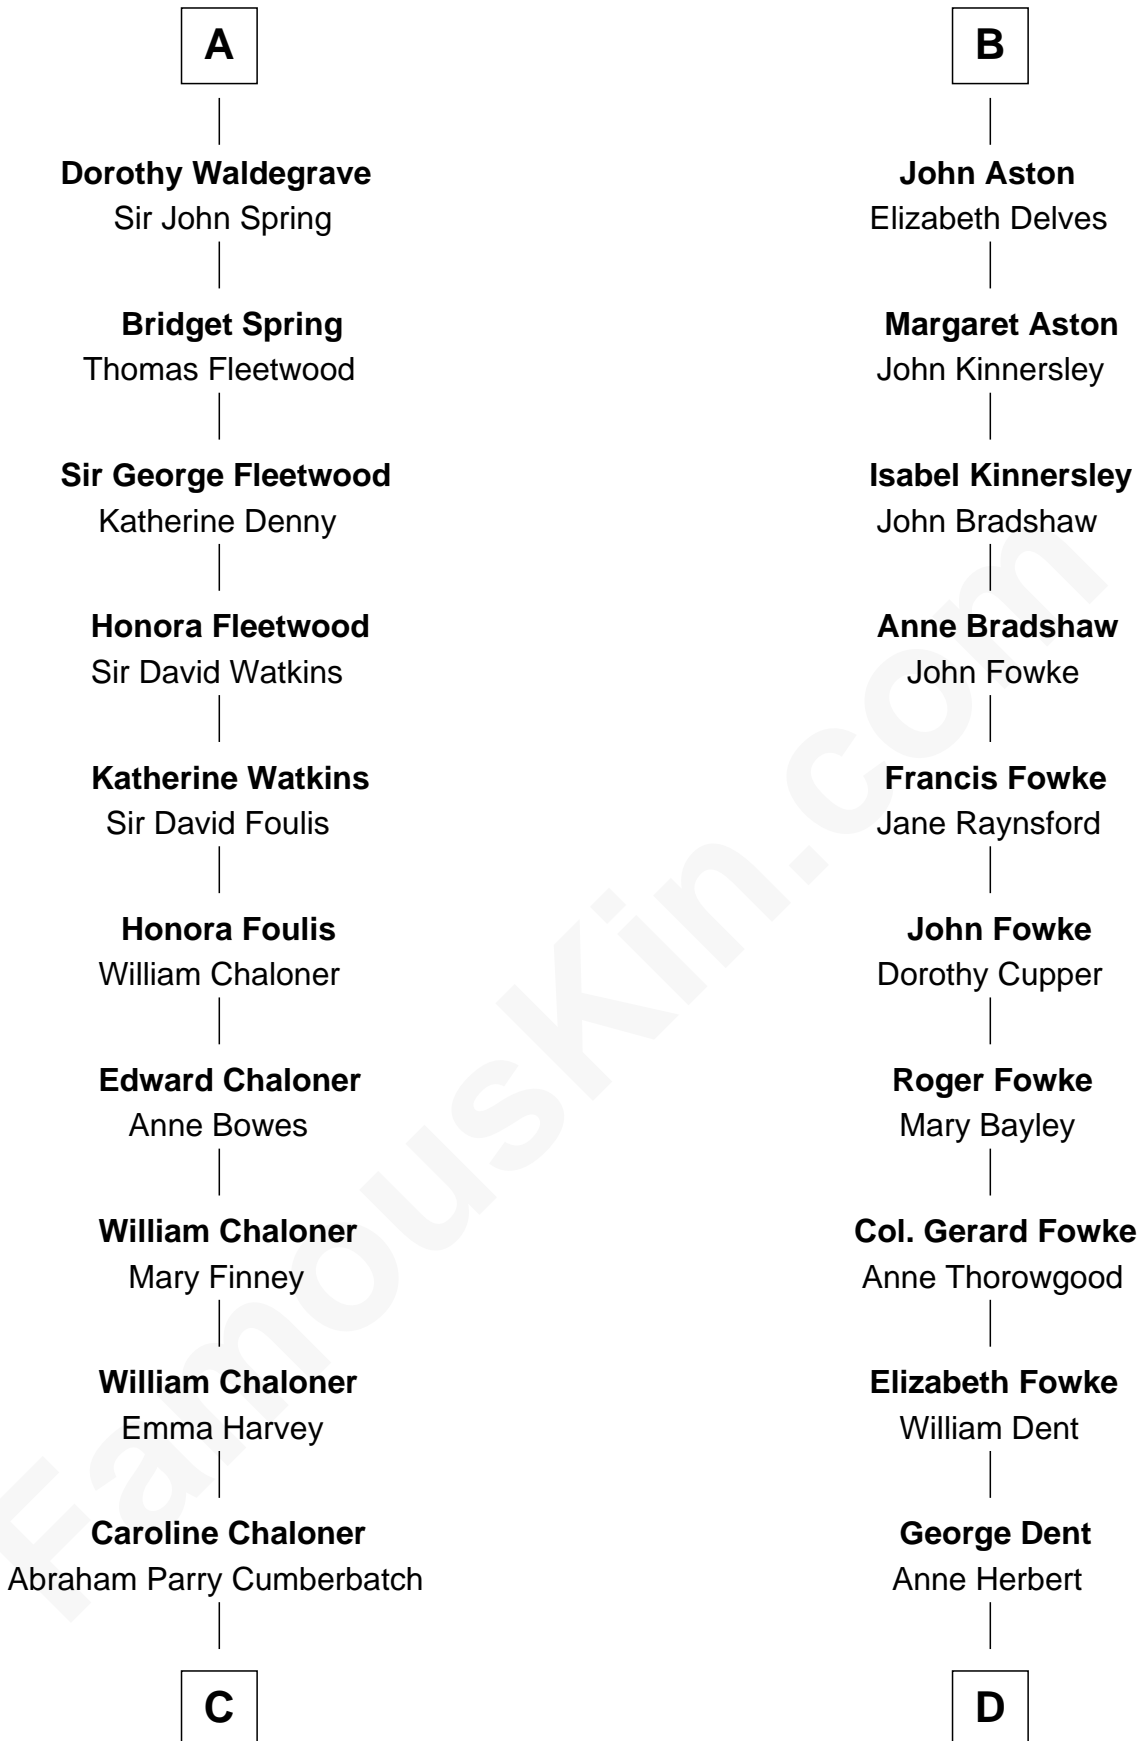 A
Dorothy Waldegrave
Sir John Spring
Bridget Spring
Thomas Fleetwood
Sir George Fleetwood
Katherine Denny
Honora Fleetwood
Sir David Watkins
Katherine Watkins
Sir David Foulis
Honora Foulis
William Chaloner
Edward Chaloner
Anne Bowes
William Chaloner
Mary Finney
William Chaloner
Emma Harvey
Caroline Chaloner
Abraham Parry Cumberbatch
C
B
John Aston
Elizabeth Delves
Margaret Aston
John Kinnersley
Isabel Kinnersley
John Bradshaw
Anne Bradshaw
John Fowke
Francis Fowke
Jane Raynsford
John Fowke
Dorothy Cupper
Roger Fowke
Mary Bayley
Col. Gerard Fowke
Anne Thorowgood
Elizabeth Fowke
William Dent
George Dent
Anne Herbert
D
FamousKin.com